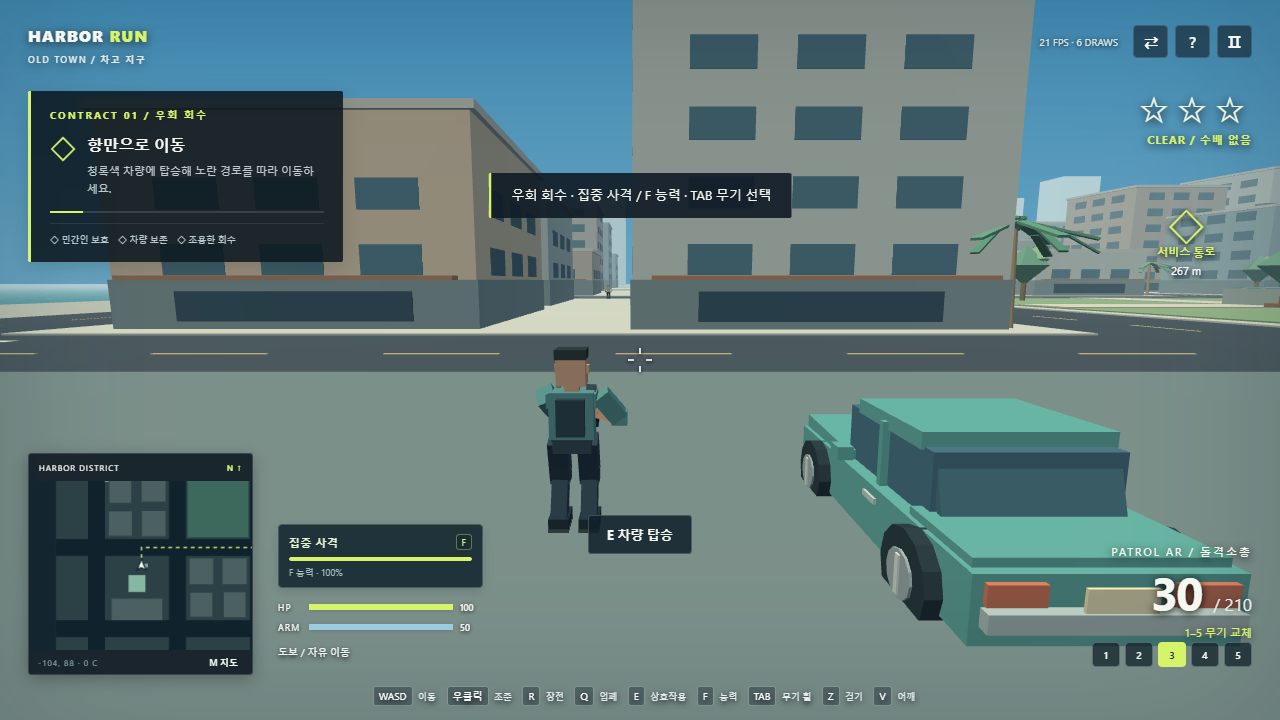 HARBOR RUN
OLD TOWN / 차고 지구
21 FPS · 6 DRAWS
?
CONTRACT 01 / 우회 회수
항만으로 이동
청록색 차량에 탑승해 노란 경로를 따라 이동하
세요.
민간인 보호 차량 보존 조용한 회수
우회 회수 · 집중 사격 / F 능력 · TAB 무기 선택
CLEAR / 수배 없음
서비스 통로
267 m
HARBOR DISTRICT N ↑
-104, 88 · 0 C M 지도
집중 사격 F
F 능력 · 100%
HP 100
ARM 50
도보 / 자유 이동
E 차량 탑승
PATROL AR / 돌격소총
30 / 210
1–5 무기 교체
1 2 3 4 5
WASD 이동 우클릭 조준 R 장전 Q 엄폐 E 상호작용 F 능력 TAB 무기 휠 Z 걷기 V 어깨